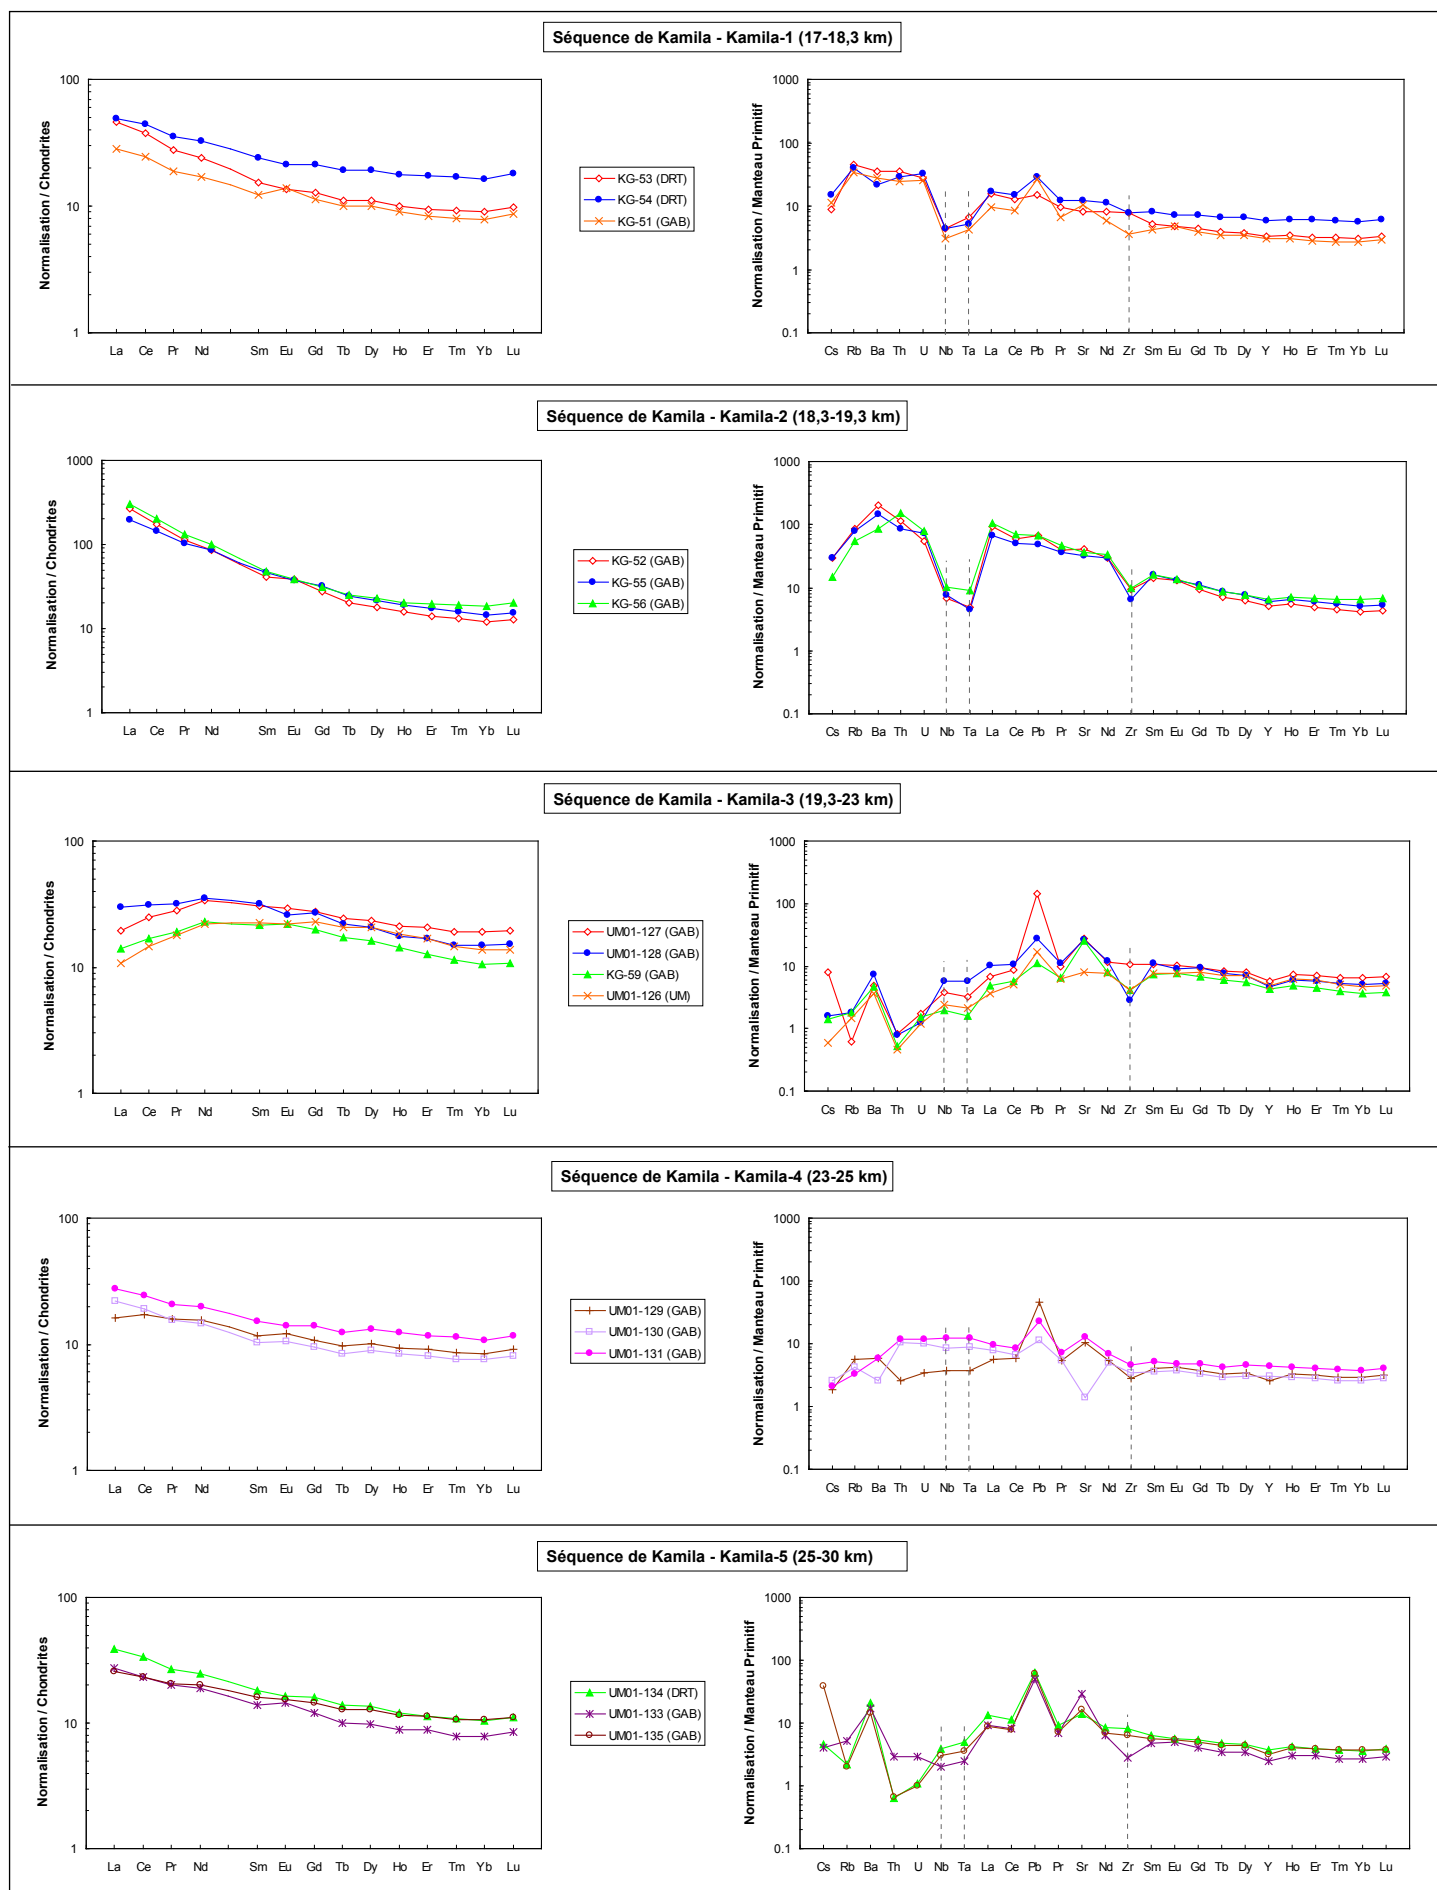 Séquence de Kamila - Kamila-1 (17-18,3 km)
Normalisation / Chondrites
100
10
1
La Ce Pr Nd Sm Eu Gd Tb Dy Ho Er Tm Yb Lu
KG-53 (DRT)
KG-54 (DRT)
KG-51 (GAB)
Normalisation / Manteau Primitif
1000
100
10
1
0.1
Cs Rb Ba Th U Nb Ta La Ce Pb Pr Sr Nd Zr Sm Eu Gd Tb Dy Y Ho Er Tm Yb Lu
Séquence de Kamila - Kamila-2 (18,3-19,3 km)
Normalisation / Chondrites
1000
100
10
1
La Ce Pr Nd Sm Eu Gd Tb Dy Ho Er Tm Yb Lu
KG-52 (GAB)
KG-55 (GAB)
KG-56 (GAB)
Normalisation / Manteau Primitif
1000
100
10
1
0.1
Cs Rb Ba Th U Nb Ta La Ce Pb Pr Sr Nd Zr Sm Eu Gd Tb Dy Y Ho Er Tm Yb Lu
Séquence de Kamila - Kamila-3 (19,3-23 km)
Normalisation / Chondrites
100
10
1
La Ce Pr Nd Sm Eu Gd Tb Dy Ho Er Tm Yb Lu
UM01-127 (GAB)
UM01-128 (GAB)
KG-59 (GAB)
UM01-126 (UM)
Normalisation / Manteau Primitif
1000
100
10
1
0.1
Cs Rb Ba Th U Nb Ta La Ce Pb Pr Sr Nd Zr Sm Eu Gd Tb Dy Y Ho Er Tm Yb Lu
Séquence de Kamila - Kamila-4 (23-25 km)
Normalisation / Chondrites
100
10
1
La Ce Pr Nd Sm Eu Gd Tb Dy Ho Er Tm Yb Lu
UM01-129 (GAB)
UM01-130 (GAB)
UM01-131 (GAB)
Normalisation / Manteau Primitif
1000
100
10
1
0.1
Cs Rb Ba Th U Nb Ta La Ce Pb Pr Sr Nd Zr Sm Eu Gd Tb Dy Y Ho Er Tm Yb Lu
Séquence de Kamila - Kamila-5 (25-30 km)
Normalisation / Chondrites
100
10
1
La Ce Pr Nd Sm Eu Gd Tb Dy Ho Er Tm Yb Lu
UM01-134 (DRT)
UM01-133 (GAB)
UM01-135 (GAB)
Normalisation / Manteau Primitif
1000
100
10
1
0.1
Cs Rb Ba Th U Nb Ta La Ce Pb Pr Sr Nd Zr Sm Eu Gd Tb Dy Y Ho Er Tm Yb Lu